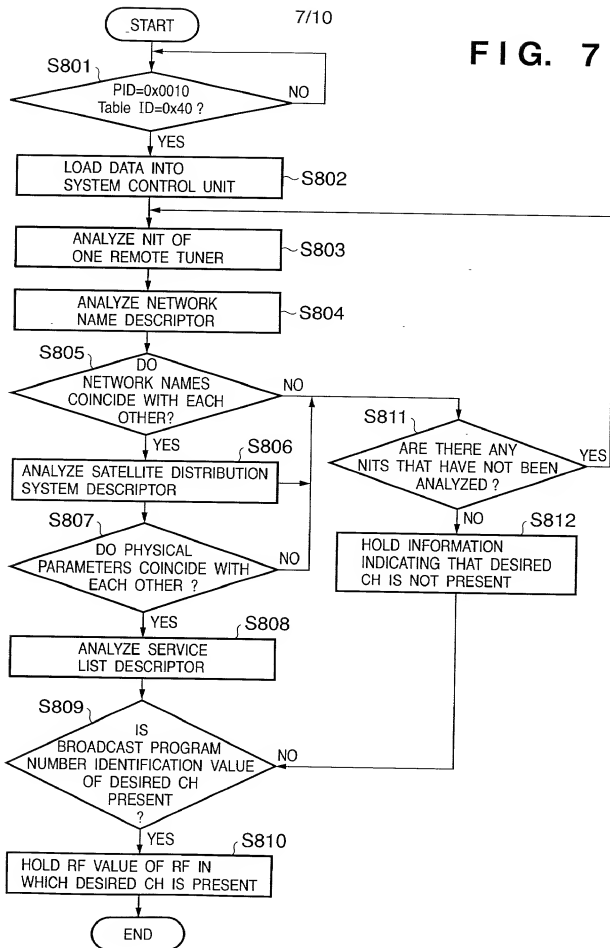 7/10
FIG. 7
START
S801
PID=0x0010
Table ID=0x40 ?
NO
YES
LOAD DATA INTO
SYSTEM CONTROL UNIT
S802
ANALYZE NIT OF
ONE REMOTE TUNER
S803
ANALYZE NETWORK
NAME DESCRIPTOR
S804
S805
DO
NETWORK NAMES
COINCIDE WITH EACH
OTHER?
NO
YES
S806
ANALYZE SATELLITE DISTRIBUTION
SYSTEM DESCRIPTOR
S807
DO PHYSICAL
PARAMETERS COINCIDE WITH
EACH OTHER ?
NO
YES
S808
ANALYZE SERVICE
LIST DESCRIPTOR
S809
IS
BROADCAST PROGRAM
NUMBER IDENTIFICATION VALUE
OF DESIRED CH
PRESENT
?
NO
YES
S810
HOLD RF VALUE OF RF IN
WHICH DESIRED CH IS PRESENT
END
S811
ARE THERE ANY
NITS THAT HAVE NOT BEEN
ANALYZED ?
YES
NO
S812
HOLD INFORMATION
INDICATING THAT DESIRED
CH IS NOT PRESENT